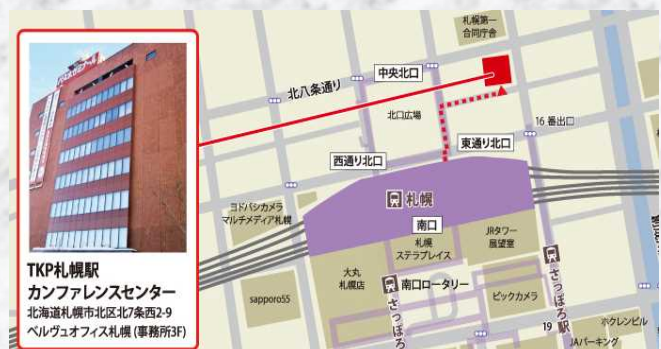 TKP札幌駅
カンファレンスセンター
北海道札幌市北区北7条西2-9
ベルヴュオフィス札幌 (事務所3F)
札幌第一
合同庁舎
中央北口
北八条通り
北口広場
16 番出口
東通り北口
西通り北口
ヨドバシカメラ
マルチメディア札幌
札幌
南口
札幌
ステラプレイス
JRタワー
展望室
大丸
札幌店
南口ロータリー
さっぽろ
sapporo55
ビックカメラ
さっぽろ駅
19
ホクレンビル
JAパーキング